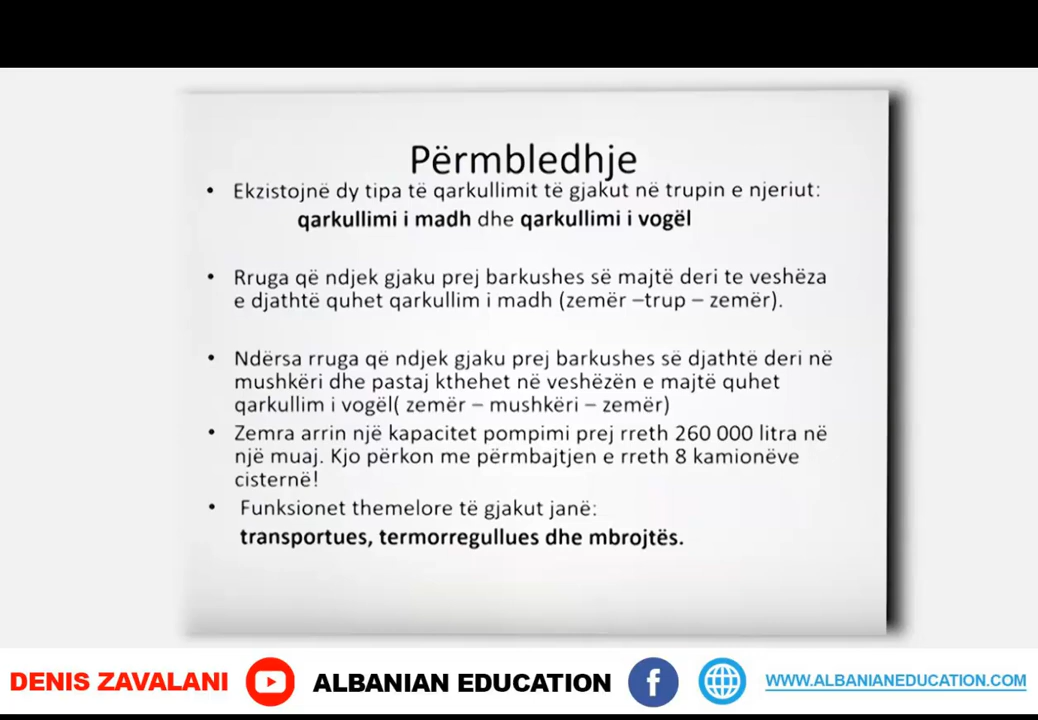 Përmbledhje
• Ekzistojnë dy tipa të qarkullimit të gjakut në trupin e njeriut:
qarkullimi i madh dhe qarkullimi i vogël
• Rruga që ndjek gjaku prej barkushes së majtë deri te veshëza
e djathtë quhet qarkullim i madh (zemër –trup – zemër).
• Ndërsa rruga që ndjek gjaku prej barkushes së djathtë deri në
mushkëri dhe pastaj kthehet në veshëzën e majtë quhet
qarkullim i vogël( zemër – mushkëri – zemër)
• Zemra arrin një kapacitet pompimi prej rreth 260 000 litra në
një muaj. Kjo përkon me përmbajtjen e rreth 8 kamionëve
cisternë!
• Funksionet themelore të gjakut janë:
transportues, termorregullues dhe mbrojtës.
DENIS ZAVALANI ALBANIAN EDUCATION f WWW.ALBANIANEDUCATION.COM